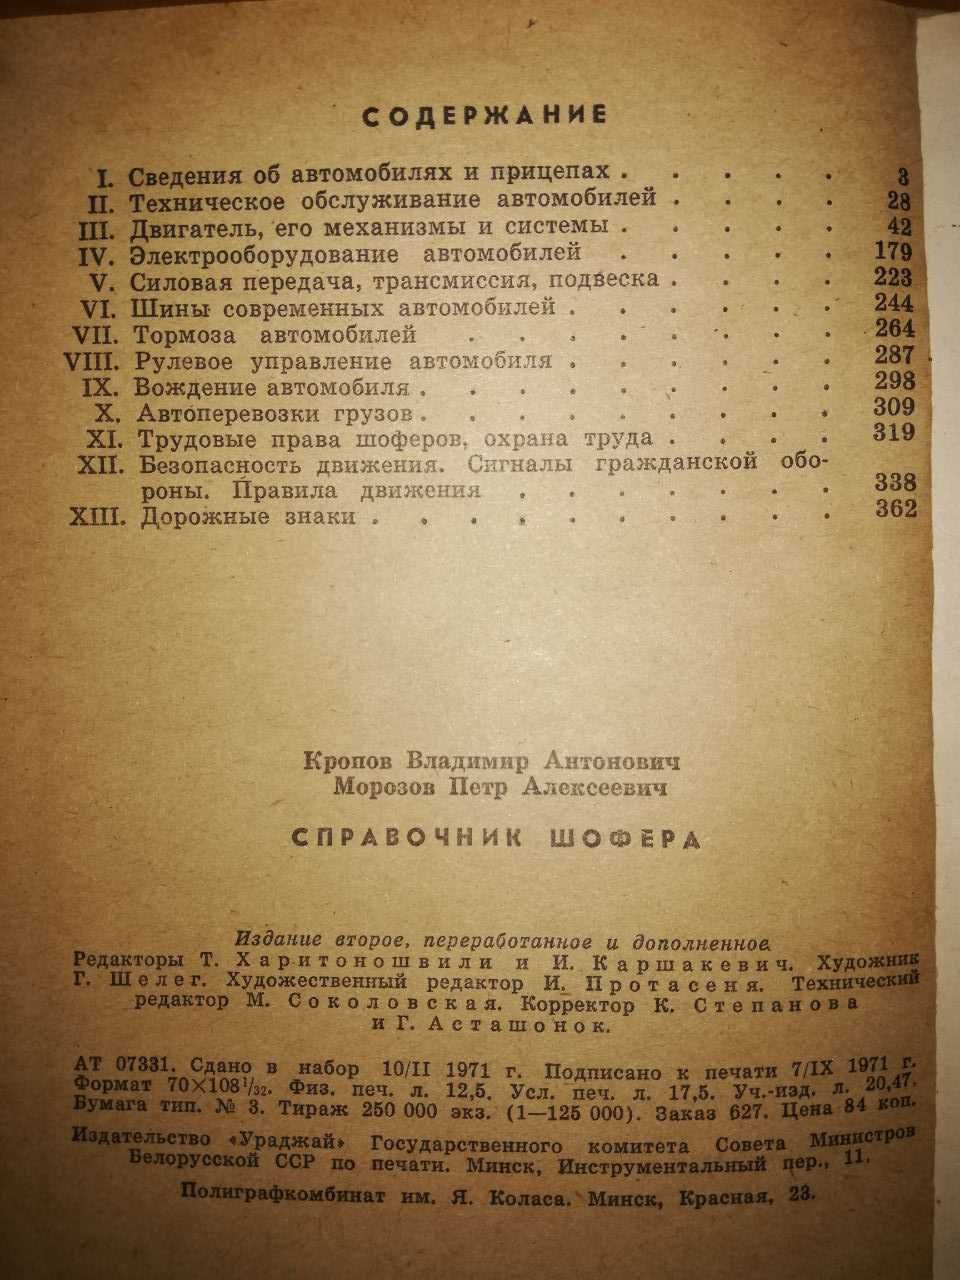 СОДЕРЖАНИЕ
I. Сведения об автомобилях и прицепах . . . . . 3
II. Техническое обслуживание автомобилей . . . . 28
III. Двигатель, его механизмы и системы . . . . . 42
IV. Электрооборудование автомобилей . . . . . 179
V. Силовая передача, трансмиссия, подвеска . . . . 223
VI. Шины современных автомобилей . . . . . . 244
VII. Тормоза автомобилей . . . . . . . . 264
VIII. Рулевое управление автомобиля . . . . . . 287
IX. Вождение автомобиля . . . . . . . . . 298
X. Автоперевозки грузов . . . . . . . . . 309
XI. Трудовые права шоферов, охрана труда . . . . 319
XII. Безопасность движения. Сигналы гражданской обо-
роны. Правила движения . . . . . . . 338
XIII. Дорожные знаки . . . . . . . . . . 362
Кропов Владимир Антонович
Морозов Петр Алексеевич
СПРАВОЧНИК ШОФЕРА
Издание второе, переработанное и дополненное.
Редакторы Т. Харитоношвили и И. Каршакевич. Художник
Г. Шелег. Художественный редактор И. Протасеня. Технический
редактор М. Соколовская. Корректор К. Степанова
и Г. Асташонок.
АТ 07331. Сдано в набор 10/II 1971 г. Подписано к печати 7/IX 1971 г.
Формат 70×108¹/₃₂. Физ. печ. л. 12,5. Усл. печ. л. 17,5. Уч.-изд. л. 20,47.
Бумага тип. № 3. Тираж 250 000 экз. (1—125 000). Заказ 627. Цена 84 коп.
Издательство «Ураджай» Государственного комитета Совета Министров
Белорусской ССР по печати. Минск, Инструментальный пер., 11.
Полиграфкомбинат им. Я. Коласа. Минск, Красная, 23.